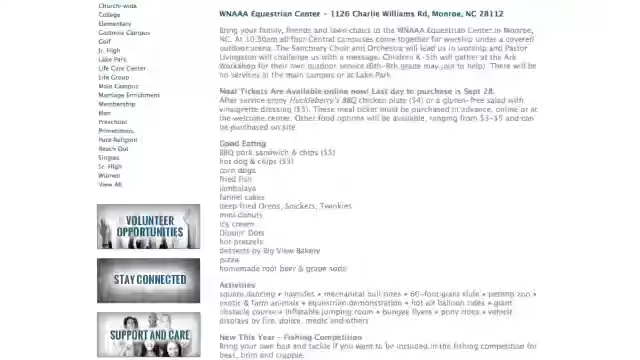 Church-wide
College
Elementary
Gastonia Campus
Golf
Jr. High
Lake Park
Life Care Center
Life Group
Main Campus
Marriage Enrichment
Membership
Men
Preschool
Primetimers
Pure Religion
Reach Out
Singles
Sr. High
Women
View All
VOLUNTEER
OPPORTUNITIES
STAY CONNECTED
SUPPORT AND CARE
WNAAA Equestrian Center - 1126 Charlie Williams Rd, Monroe, NC 28112
Bring your family, friends and lawn chairs to the WNAAA Equestrian Center in Monroe,
NC. At 10:30am all four Central campuses come together for worship under a covered
outdoor arena. The Sanctuary Choir and Orchestra will lead us in worship and Pastor
Livingston will challenge us with a message. Children K-5th will gather at the Ark
Workshop for their own outdoor service (6th-8th grade may join to help). There will be
no services at the main campus or at Lake Park.
Meal Tickets Are Available online now! Last day to purchase is Sept 28.
After service enjoy Huckleberry's BBQ chicken plate ($4) or a gluten-free salad with
vinaigrette dressing ($5). These meal ticket must be purchased in advance, online or at
the welcome center. Other food options will be available, ranging from $3-$5 and can
be purchased on site
Good Eating
BBQ pork sandwich & chips ($5)
hot dog & chips ($3)
corn dogs
fried fish
jambalaya
funnel cakes
deep fried Oreos, Snickers, Twinkies
mini donuts
ice cream
Dippin' Dots
hot pretzels
desserts by Big View Bakery
pizza
homemade root beer & grape soda
Activities
square dancing • hayrides • mechanical bull rides • 60-foot giant slide • petting zoo •
exotic & farm animals • equestrian demonstration • hot air balloon rides • giant
obstacle course • inflatable jumping room • bungee flyers • pony rides • vehicle
displays by fire, police, medic and others
New This Year - Fishing Competition
Bring your own bait and tackle if you want to be included in the fishing competition for
bass, brim and crappie.